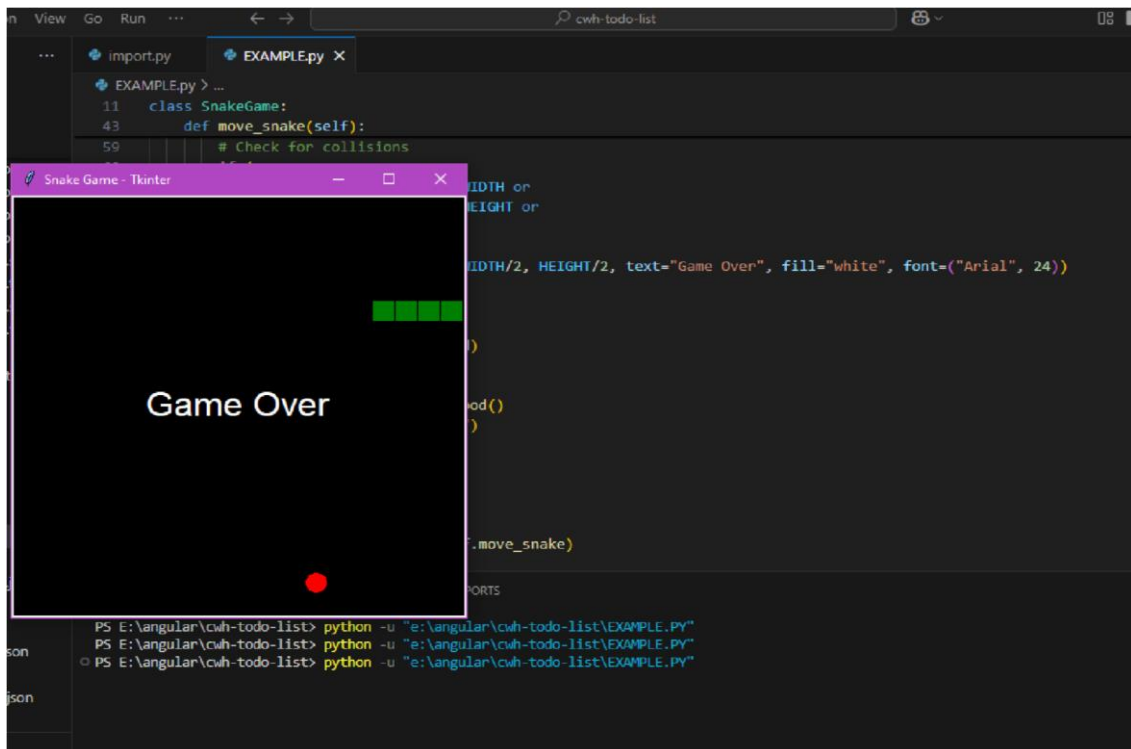 View Go Run ... cwh-todo-list
... import.py EXAMPLE.py
EXAMPLE.py > ...
11 class SnakeGame:
43 def move_snake(self):
59 # Check for collisions
Snake Game - Tkinter
IDTH or
EIGHT or
IDTH/2, HEIGHT/2, text="Game Over", fill="white", font=("Arial", 24))
)
Game Over
od()
)
.move_snake)
PORTS
PS E:\angular\cwh-todo-list> python -u "e:\angular\cwh-todo-list\EXAMPLE.PY"
PS E:\angular\cwh-todo-list> python -u "e:\angular\cwh-todo-list\EXAMPLE.PY"
son
PS E:\angular\cwh-todo-list> python -u "e:\angular\cwh-todo-list\EXAMPLE.PY"
json